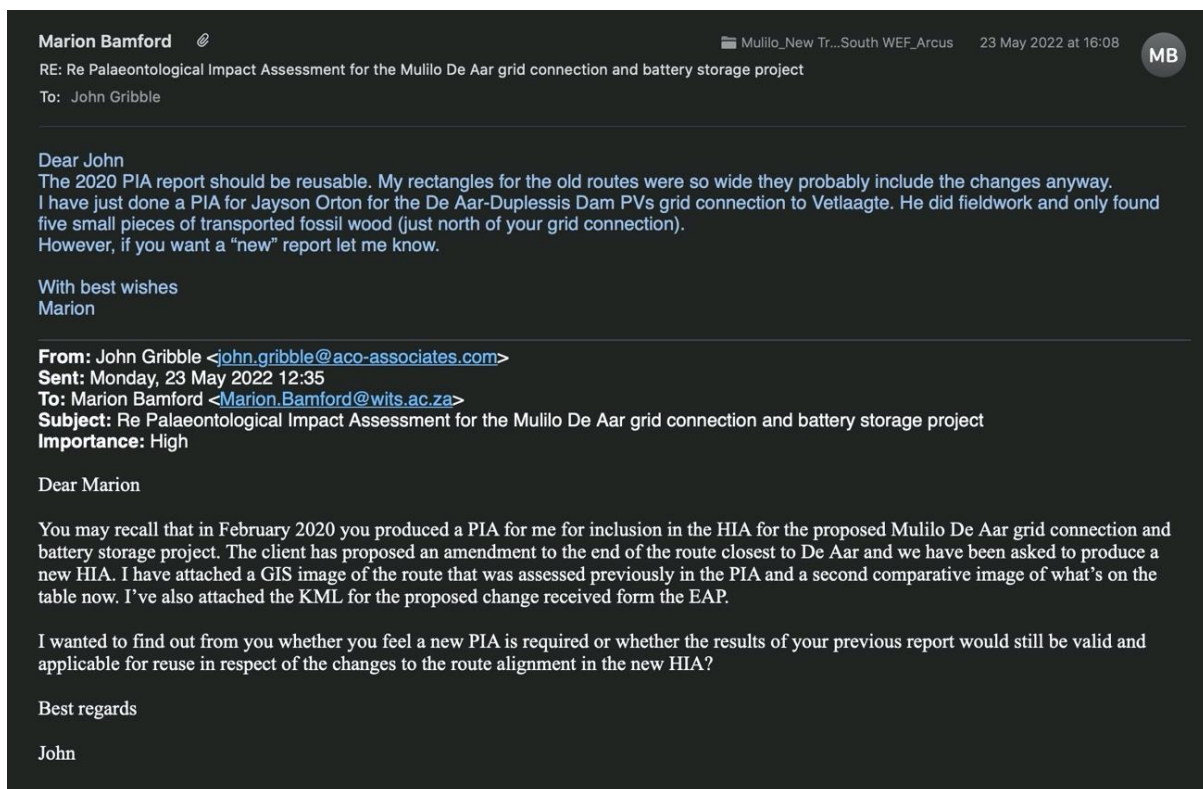 Marion Bamford
Mulilo_New Tr...South WEF_Arcus 23 May 2022 at 16:08
MB
RE: Re Palaeontological Impact Assessment for the Mulilo De Aar grid connection and battery storage project
To: John Gribble
Dear John
The 2020 PIA report should be reusable. My rectangles for the old routes were so wide they probably include the changes anyway.
I have just done a PIA for Jayson Orton for the De Aar-Duplessis Dam PVs grid connection to Vetlaagte. He did fieldwork and only found
five small pieces of transported fossil wood (just north of your grid connection).
However, if you want a “new” report let me know.
With best wishes
Marion
From: John Gribble <john.gribble@aco-associates.com>
Sent: Monday, 23 May 2022 12:35
To: Marion Bamford <Marion.Bamford@wits.ac.za>
Subject: Re Palaeontological Impact Assessment for the Mulilo De Aar grid connection and battery storage project
Importance: High
Dear Marion
You may recall that in February 2020 you produced a PIA for me for inclusion in the HIA for the proposed Mulilo De Aar grid connection and
battery storage project. The client has proposed an amendment to the end of the route closest to De Aar and we have been asked to produce a
new HIA. I have attached a GIS image of the route that was assessed previously in the PIA and a second comparative image of what’s on the
table now. I’ve also attached the KML for the proposed change received form the EAP.
I wanted to find out from you whether you feel a new PIA is required or whether the results of your previous report would still be valid and
applicable for reuse in respect of the changes to the route alignment in the new HIA?
Best regards
John